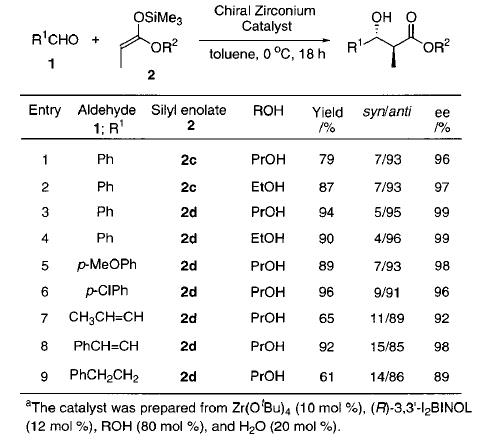 OSiMe₃
Chiral Zirconium
Catalyst
OH O
R¹CHO + OR² R¹ OR²
toluene, 0 °C, 18 h
1 2
Entry Aldehyde Silyl enolate ROH Yield syn/anti ee
1; R¹ 2 /% /%
1 Ph 2c PrOH 79 7/93 96
2 Ph 2c EtOH 87 7/93 97
3 Ph 2d PrOH 94 5/95 99
4 Ph 2d EtOH 90 4/96 99
5 p-MeOPh 2d PrOH 89 7/93 98
6 p-ClPh 2d PrOH 96 9/91 96
7 CH₃CH=CH 2d PrOH 65 11/89 92
8 PhCH=CH 2d PrOH 92 15/85 98
9 PhCH₂CH₂ 2d PrOH 61 14/86 89
ᵃThe catalyst was prepared from Zr(OᵗBu)₄ (10 mol %), (R)-3,3'-I₂BINOL
(12 mol %), ROH (80 mol %), and H₂O (20 mol %).